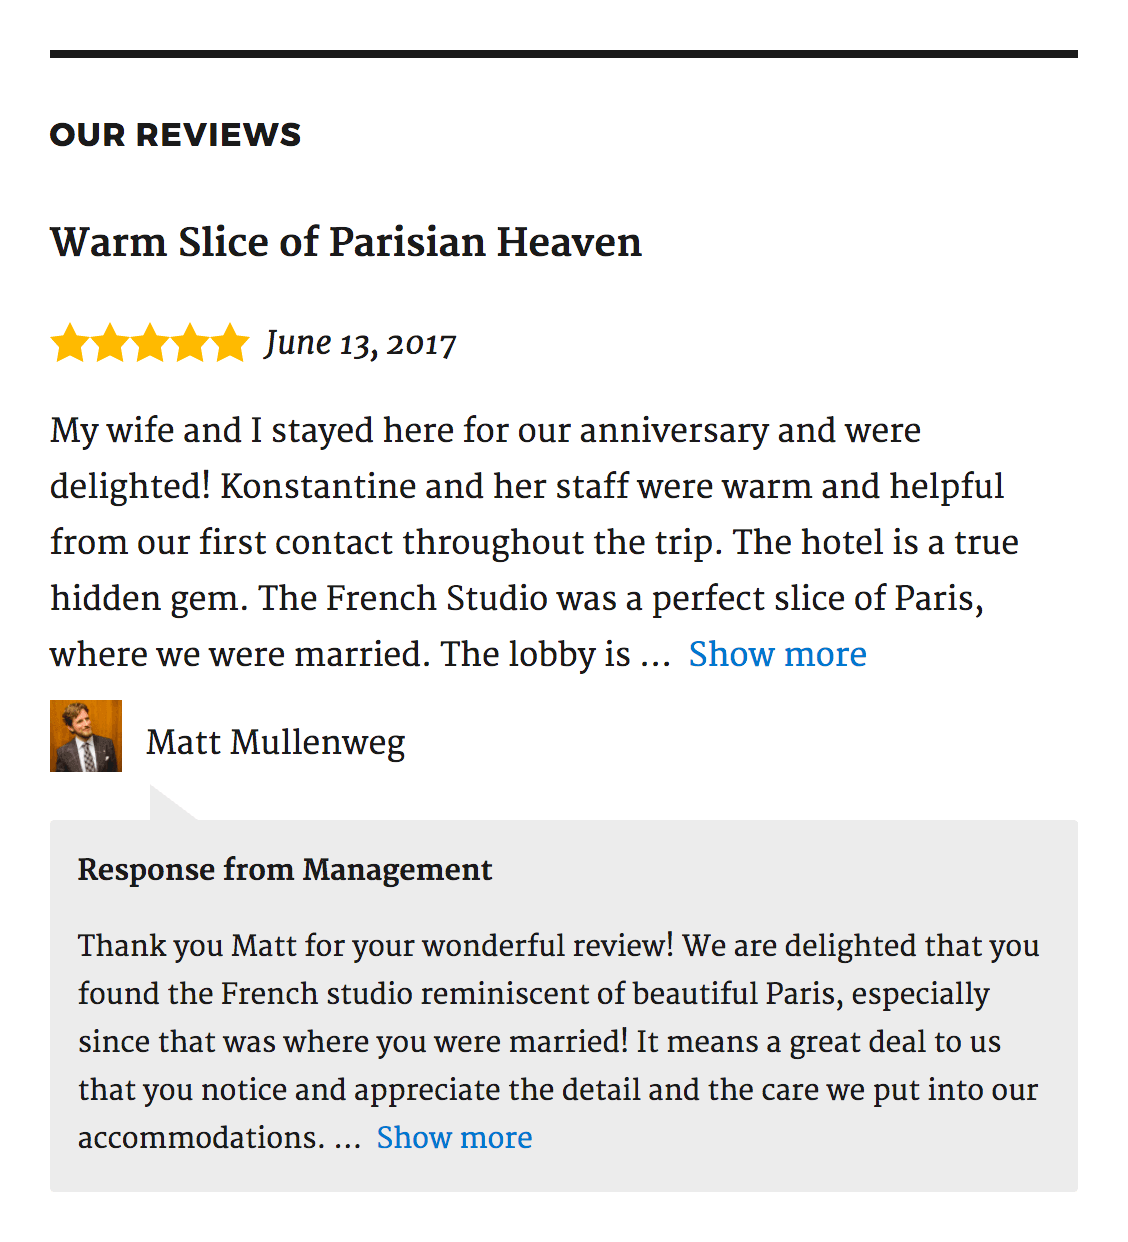 OUR REVIEWS
Warm Slice of Parisian Heaven
June 13, 2017
My wife and I stayed here for our anniversary and were
delighted! Konstantine and her staff were warm and helpful
from our first contact throughout the trip. The hotel is a true
hidden gem. The French Studio was a perfect slice of Paris,
where we were married. The lobby is ... Show more
Matt Mullenweg
Response from Management
Thank you Matt for your wonderful review! We are delighted that you
found the French studio reminiscent of beautiful Paris, especially
since that was where you were married! It means a great deal to us
that you notice and appreciate the detail and the care we put into our
accommodations. ... Show more